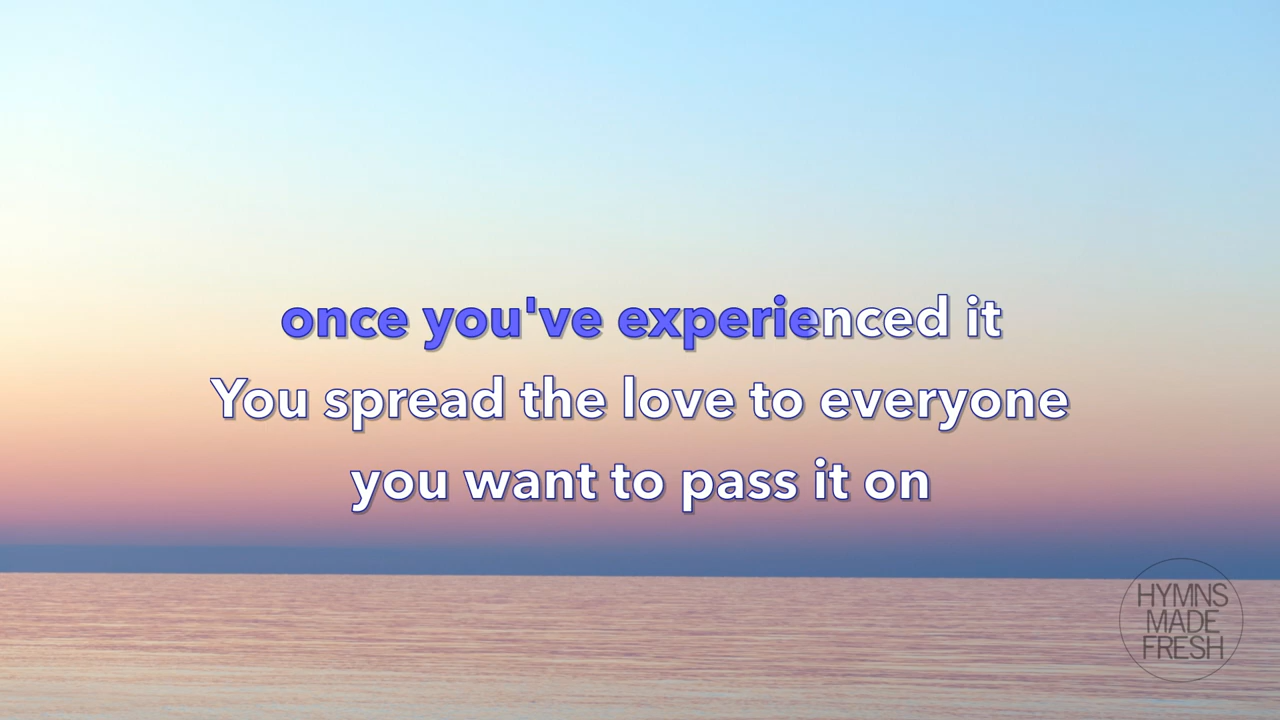 once you've experienced it
You spread the love to everyone
you want to pass it on
HYMNS
MADE
FRESH